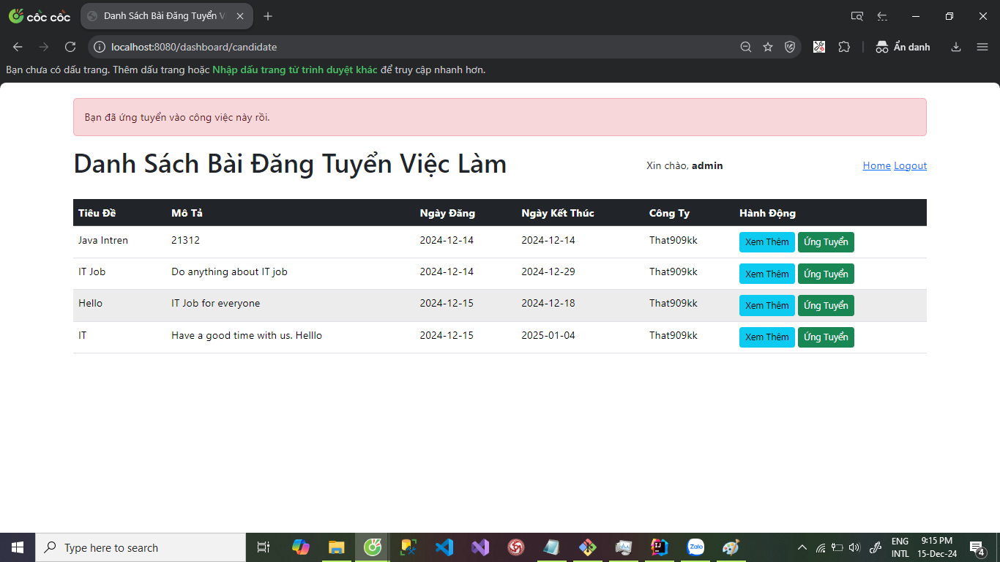 cốc cốc
Danh Sách Bài Đăng Tuyển V
localhost:8080/dashboard/candidate
Ẩn danh
Bạn chưa có dấu trang. Thêm dấu trang hoặc Nhập dấu trang từ trình duyệt khác để truy cập nhanh hơn.
Bạn đã ứng tuyển vào công việc này rồi.
Danh Sách Bài Đăng Tuyển Việc Làm
Xin chào, admin
Home Logout
Tiêu Đề Mô Tả Ngày Đăng Ngày Kết Thúc Công Ty Hành Động
Java Intren 21312 2024-12-14 2024-12-14 That909kk Xem Thêm Ứng Tuyển
IT Job Do anything about IT job 2024-12-14 2024-12-29 That909kk Xem Thêm Ứng Tuyển
Hello IT Job for everyone 2024-12-15 2024-12-18 That909kk Xem Thêm Ứng Tuyển
IT Have a good time with us. Helllo 2024-12-15 2025-01-04 That909kk Xem Thêm Ứng Tuyển
Type here to search
Zalo
ENG
INTL
9:15 PM
15-Dec-24
4